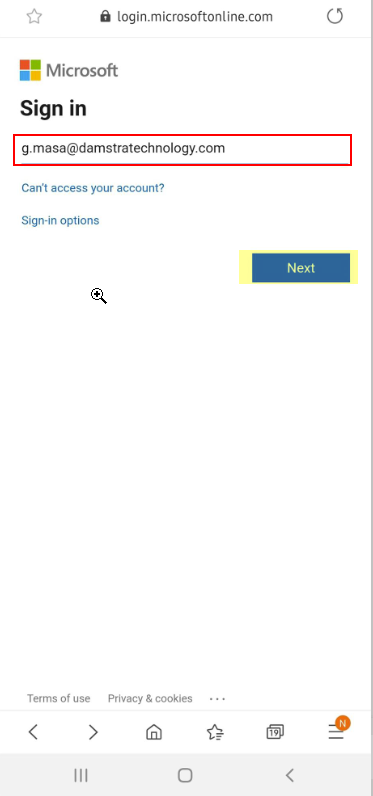 login.microsoftonline.com
Microsoft
Sign in
g.masa@damstratechnology.com
Can't access your account?
Sign-in options
Next
Terms of use Privacy & cookies ...
19 N